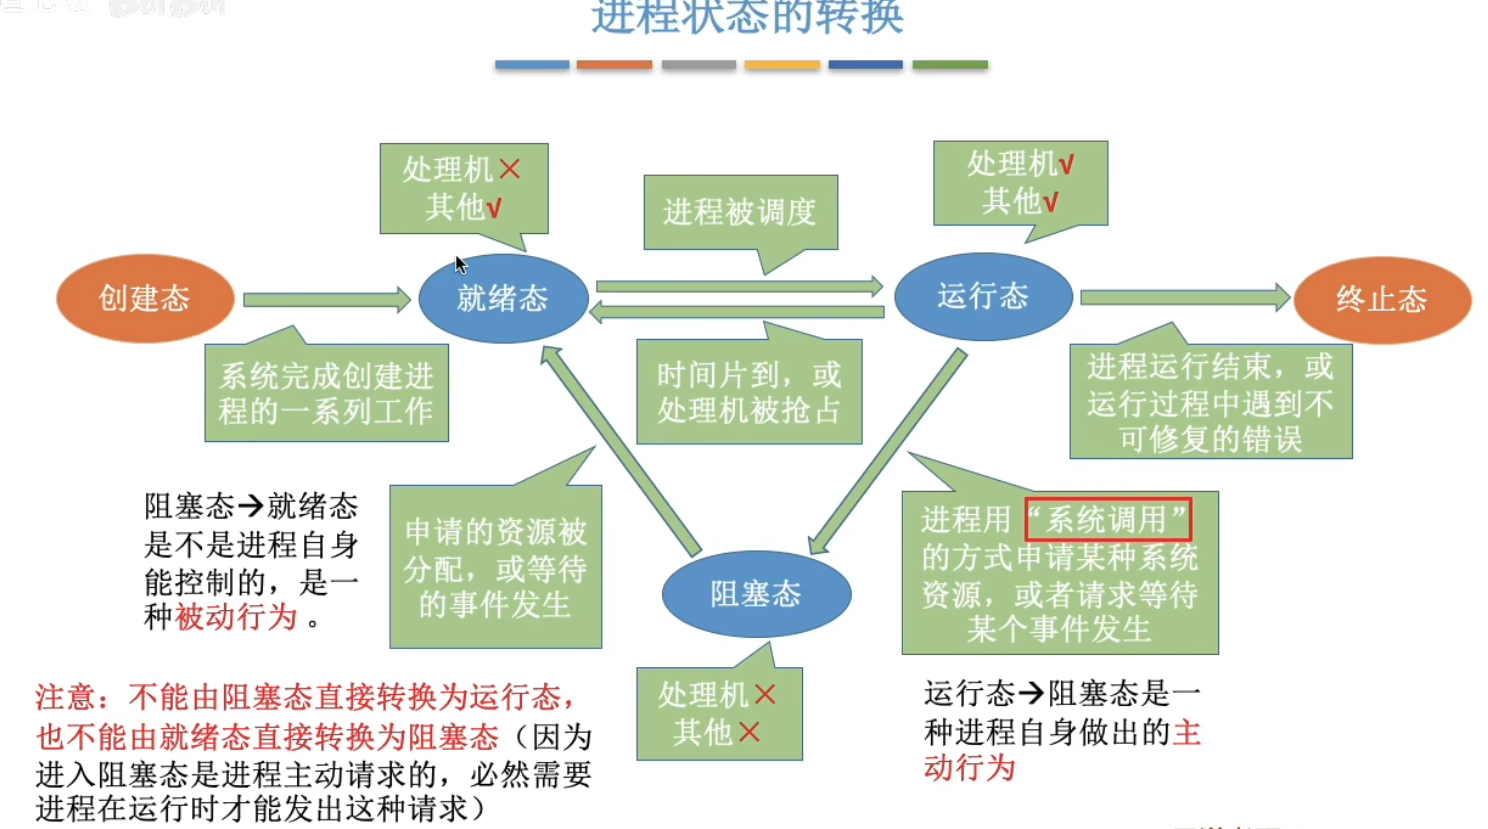 进程状态的转换
处理机×
其他√
进程被调度
处理机√
其他√
创建态
就绪态
运行态
终止态
系统完成创建进
程的一系列工作
时间片到，或
处理机被抢占
进程运行结束，或
运行过程中遇到不
可修复的错误
阻塞态→就绪态
是不是进程自身
能控制的，是一
种被动行为 。
申请的资源被
分配，或等待
的事件发生
阻塞态
进程用“系统调用”
的方式申请某种系统
资源，或者请求等待
某个事件发生
处理机×
其他×
注意：不能由阻塞态直接转换为运行态，
也不能由就绪态直接转换为阻塞态（因为
进入阻塞态是进程主动请求的，必然需要
进程在运行时才能发出这种请求）
运行态→阻塞态是一
种进程自身做出的主
动行为